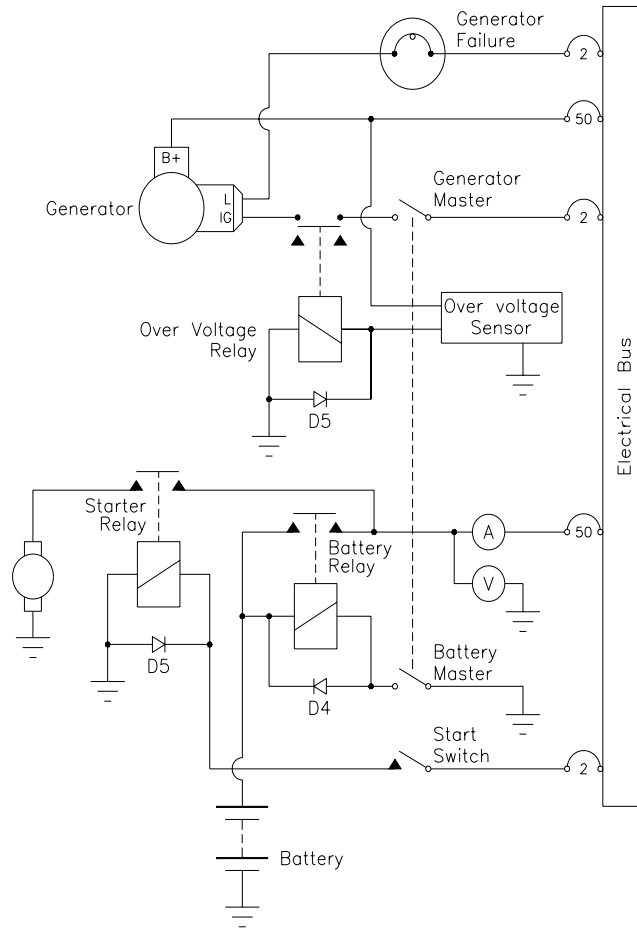 Generator
Failure
2
50
B+
L
IG
Generator
Generator
Master
2
Over Voltage
Relay
Over voltage
Sensor
D5
Electrical Bus
Starter
Relay
Battery
Relay
A
50
V
D5
D4
Battery
Master
Start
Switch
2
Battery